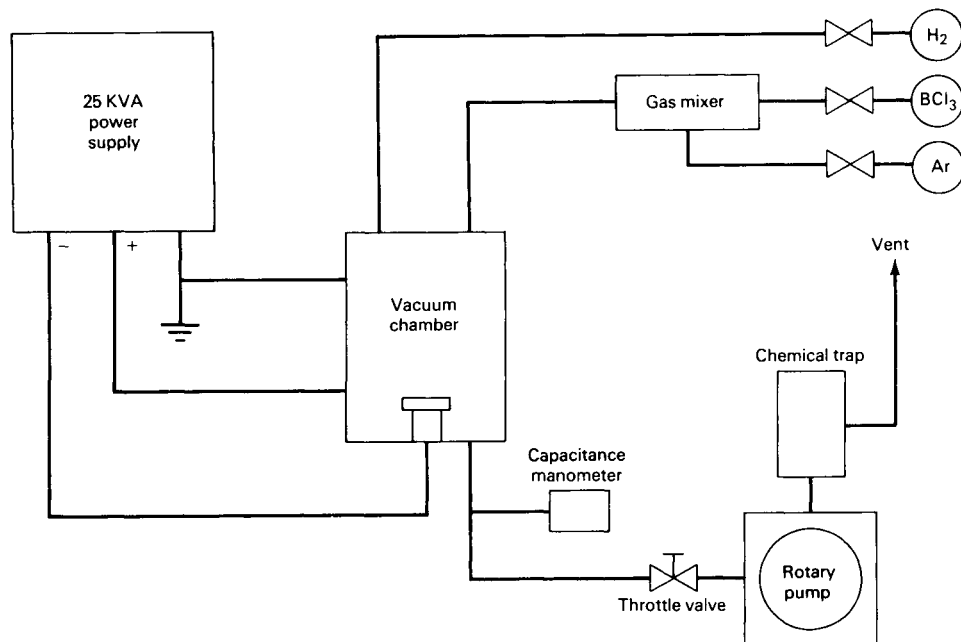 25 KVA
power
supply
−
+
H₂
Gas mixer
BCl₃
Ar
Vacuum
chamber
Vent
Chemical trap
Capacitance
manometer
Throttle valve
Rotary
pump